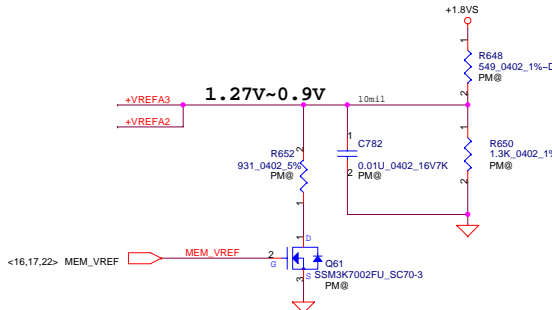 +1.8VS
1
R648
549_0402_1%~D
PM@
2
+VREFA3
1.27V~0.9V
10mil
+VREFA2
2
R652
931_0402_5%
PM@
1
1
C782
0.01U_0402_16V7K
2
PM@
1
R650
1.3K_0402_1%
PM@
2
1
D
<16,17,22> MEM_VREF
MEM_VREF
2
G
Q61
S
SSM3K7002FU_SC70-3
3
PM@